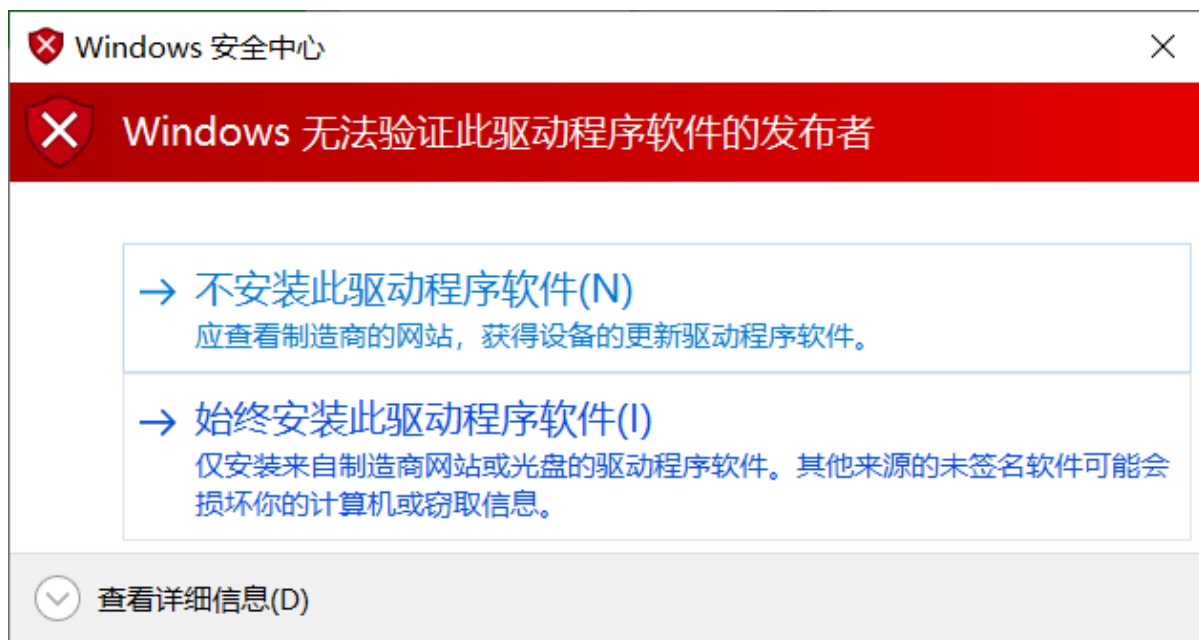 Windows 安全中心
Windows 无法验证此驱动程序软件的发布者
不安装此驱动程序软件(N)
应查看制造商的网站，获得设备的更新驱动程序软件。
始终安装此驱动程序软件(I)
仅安装来自制造商网站或光盘的驱动程序软件。其他来源的未签名软件可能会
损坏你的计算机或窃取信息。
查看详细信息(D)